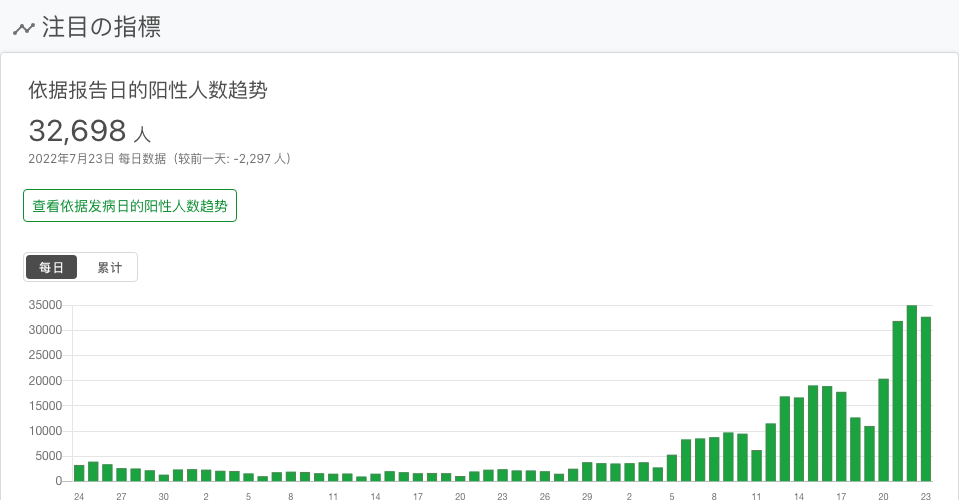 注目の指標
依据报告日的阳性人数趋势
32,698 人
2022年7月23日 每日数据（较前一天: -2,297 人）
查看依据发病日的阳性人数趋势
每日 累计
35000
30000
25000
20000
15000
10000
5000
0
24 27 30 2 5 8 11 14 17 20 23 26 29 2 5 8 11 14 17 20 23